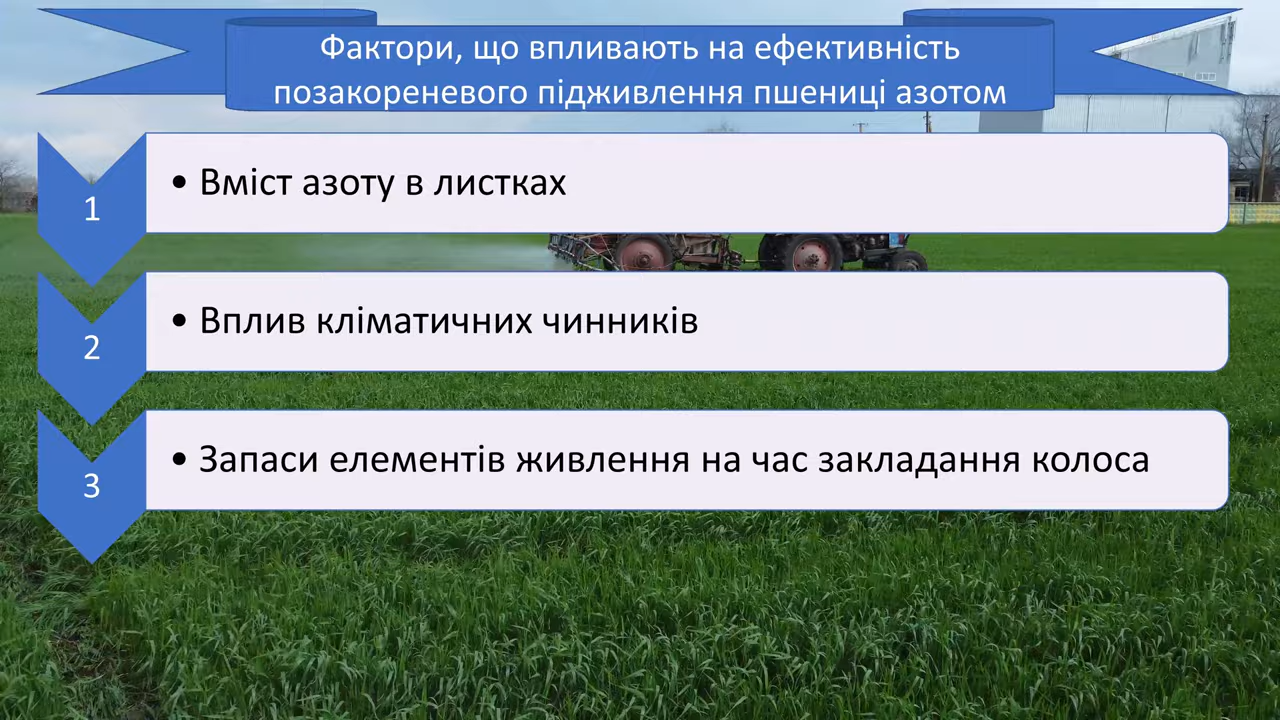 Фактори, що впливають на ефективність
позакореневого підживлення пшениці азотом
1
• Вміст азоту в листках
2
• Вплив кліматичних чинників
3
• Запаси елементів живлення на час закладання колоса